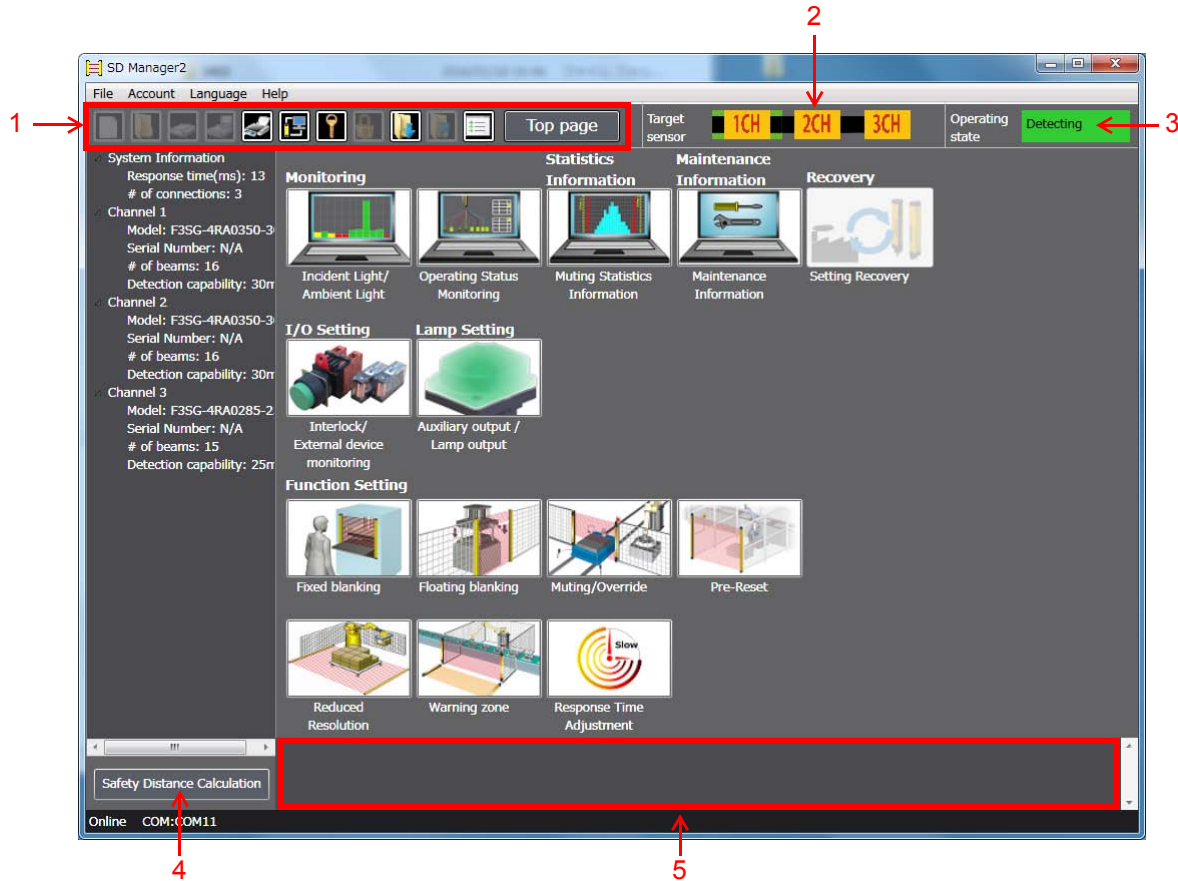 2
SD Manager2
File Account Language Help
1
Top page
Target
sensor
1CH 2CH 3CH
Operating
state
Detecting
3
System Information
Response time(ms): 13
# of connections: 3
Channel 1
Model: F3SG-4RA0350-3
Serial Number: N/A
# of beams: 16
Detection capability: 30m
Channel 2
Model: F3SG-4RA0350-3
Serial Number: N/A
# of beams: 16
Detection capability: 30m
Channel 3
Model: F3SG-4RA0285-2
Serial Number: N/A
# of beams: 15
Detection capability: 25m
Monitoring
Statistics
Information
Maintenance
Information
Recovery
Incident Light/
Ambient Light
Operating Status
Monitoring
Muting Statistics
Information
Maintenance
Information
Setting Recovery
I/O Setting
Lamp Setting
Interlock/
External device
monitoring
Auxiliary output /
Lamp output
Function Setting
Fixed blanking
Floating blanking
Muting/Override
Pre-Reset
Slow
Reduced
Resolution
Warning zone
Response Time
Adjustment
Safety Distance Calculation
Online COM:COM11
4
5